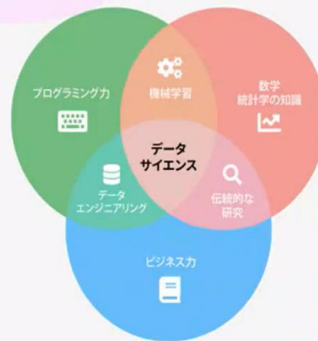 プログラミング力
機械学習
数学
統計学の知識
データ
サイエンス
データ
エンジニアリング
伝統的な
研究
ビジネス力